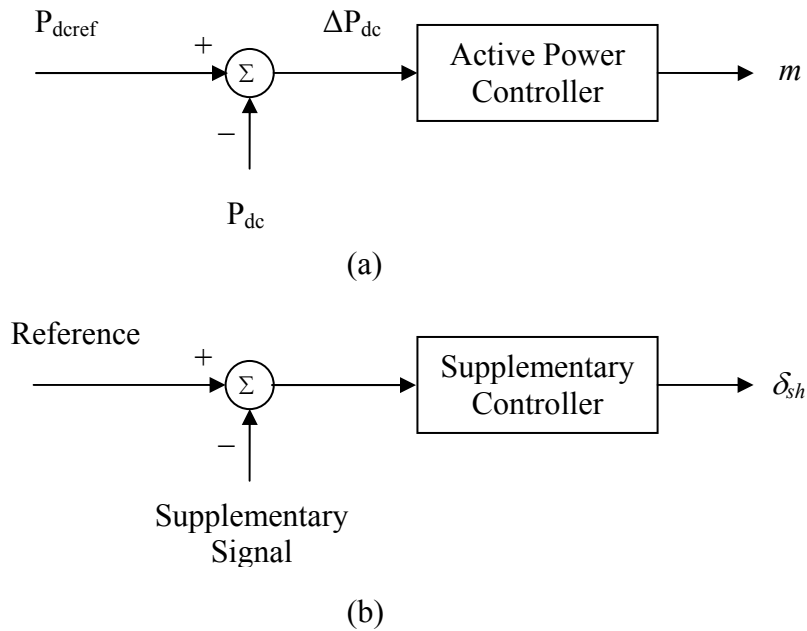 P_dcref
ΔP_dc
+
Σ
Active Power
Controller
m
−
P_dc
(a)
Reference
+
Σ
Supplementary
Controller
δ_sh
−
Supplementary
Signal
(b)